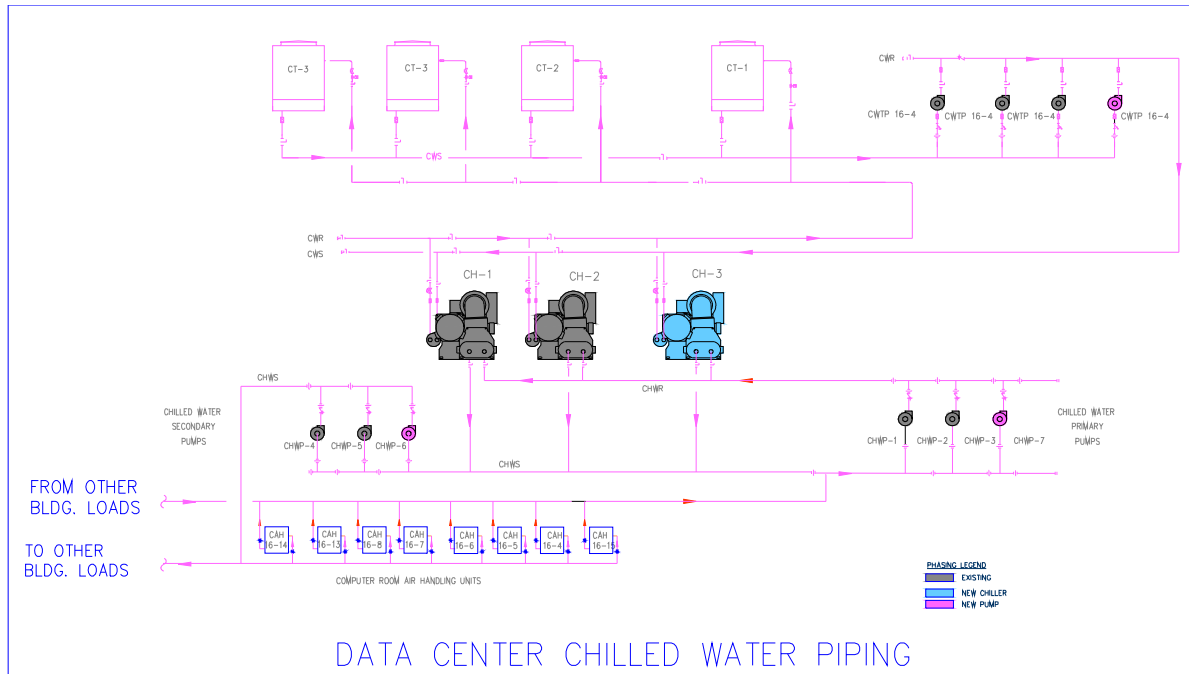 CT-3
CT-3
CT-2
CT-1
CWR
CWTP 16-4
CWTP 16-4
CWTP 16-4
CWTP 16-4
CWS
CWR
CWS
CH-1
CH-2
CH-3
CHWS
CHWR
CHILLED WATER
SECONDARY
PUMPS
CHWP-4
CHWP-5
CHWP-6
CHWP-1
CHWP-2
CHWP-3
CHWP-7
CHILLED WATER
PRIMARY
PUMPS
CHWS
FROM OTHER
BLDG. LOADS
CAH
16-14
CAH
16-13
CAH
16-8
CAH
16-7
CAH
16-6
CAH
16-5
CAH
16-4
CAH
16-15
TO OTHER
BLDG. LOADS
COMPUTER ROOM AIR HANDLING UNITS
PHASING LEGEND
EXISTING
NEW CHILLER
NEW PUMP
DATA CENTER CHILLED WATER PIPING